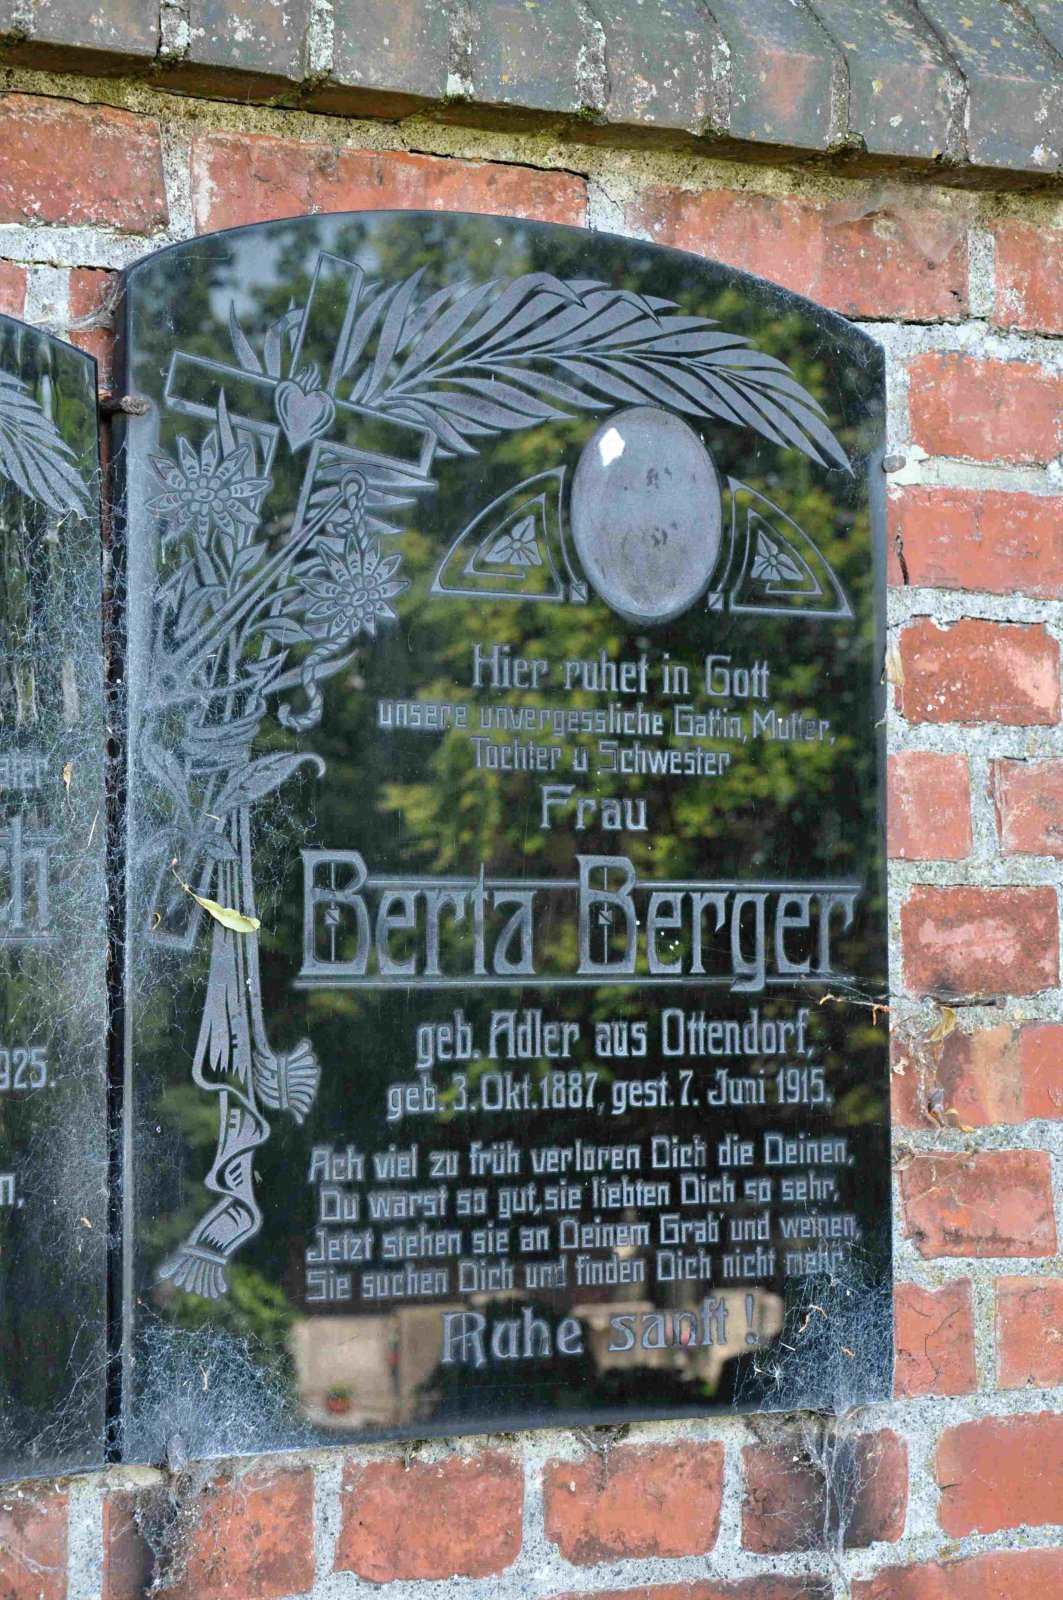 Hier ruhet in Gott
unsere unvergessliche Gattin, Mutter,
Tochter u Schwester
Frau
Berta Berger
geb. Adler aus Ottendorf,
geb. 3. Okt. 1887, gest. 7. Juni 1915.
Ach viel zu früh verloren Dich die Deinen,
Du warst so gut, sie liebten Dich so sehr,
Jetzt stehen sie an Deinem Grab' und weinen,
Sie suchen Dich und finden Dich nicht mehr.
Ruhe sanft!
ater
ch
925.
n.